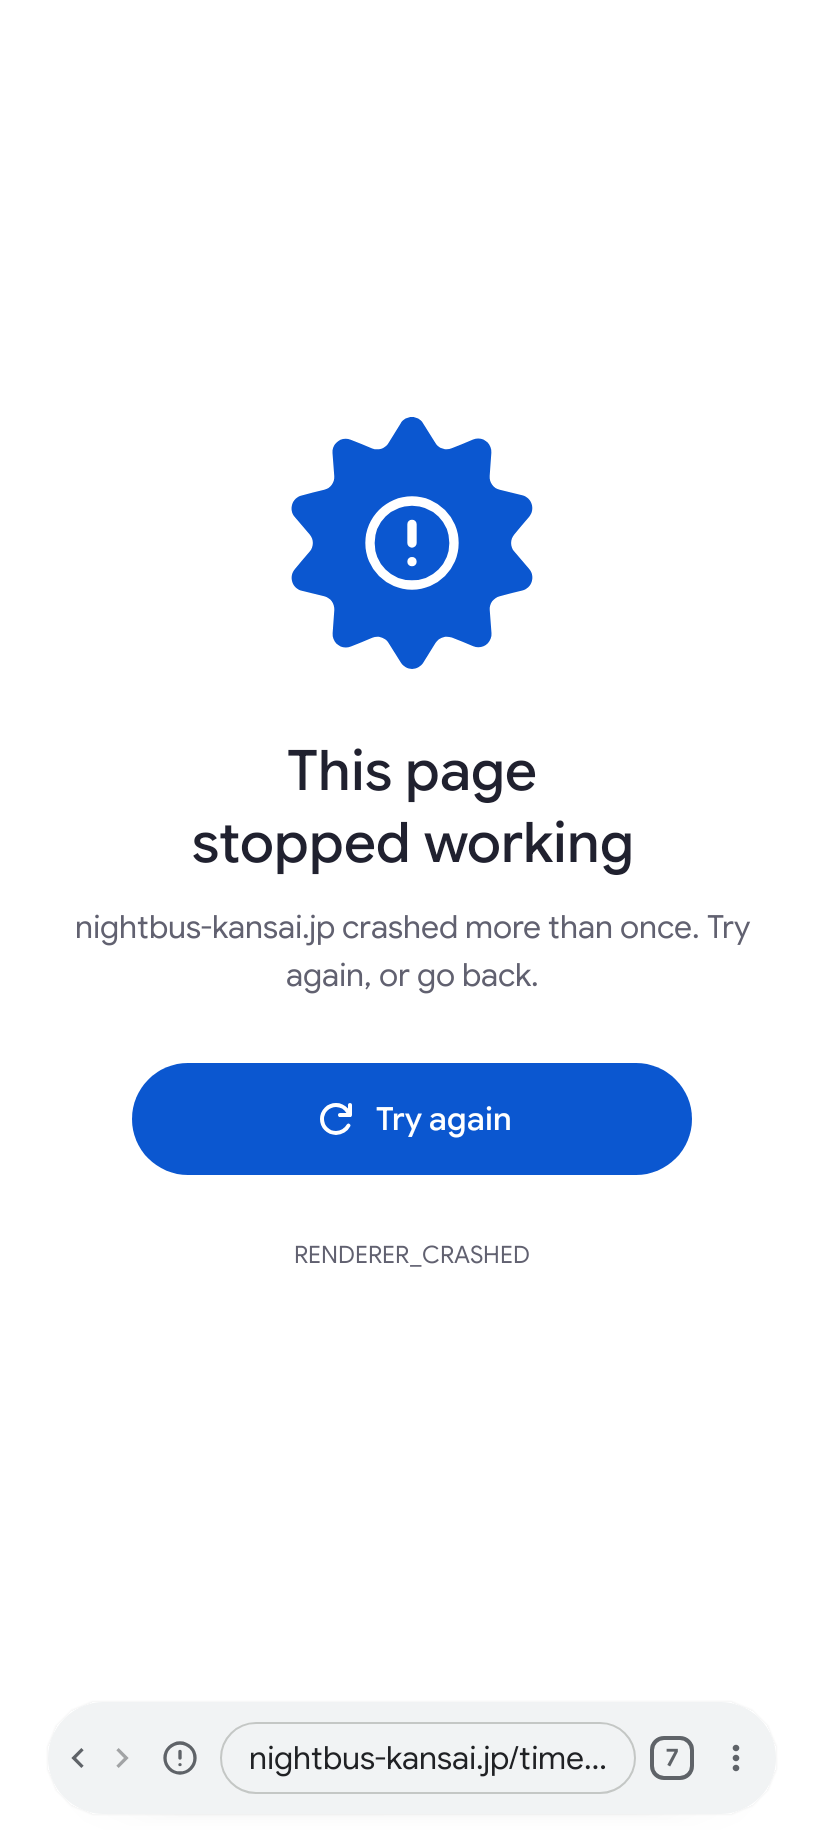 This page
stopped working
nightbus-kansai.jp crashed more than once. Try
again, or go back.
Try again
RENDERER_CRASHED
nightbus-kansai.jp/time...
7